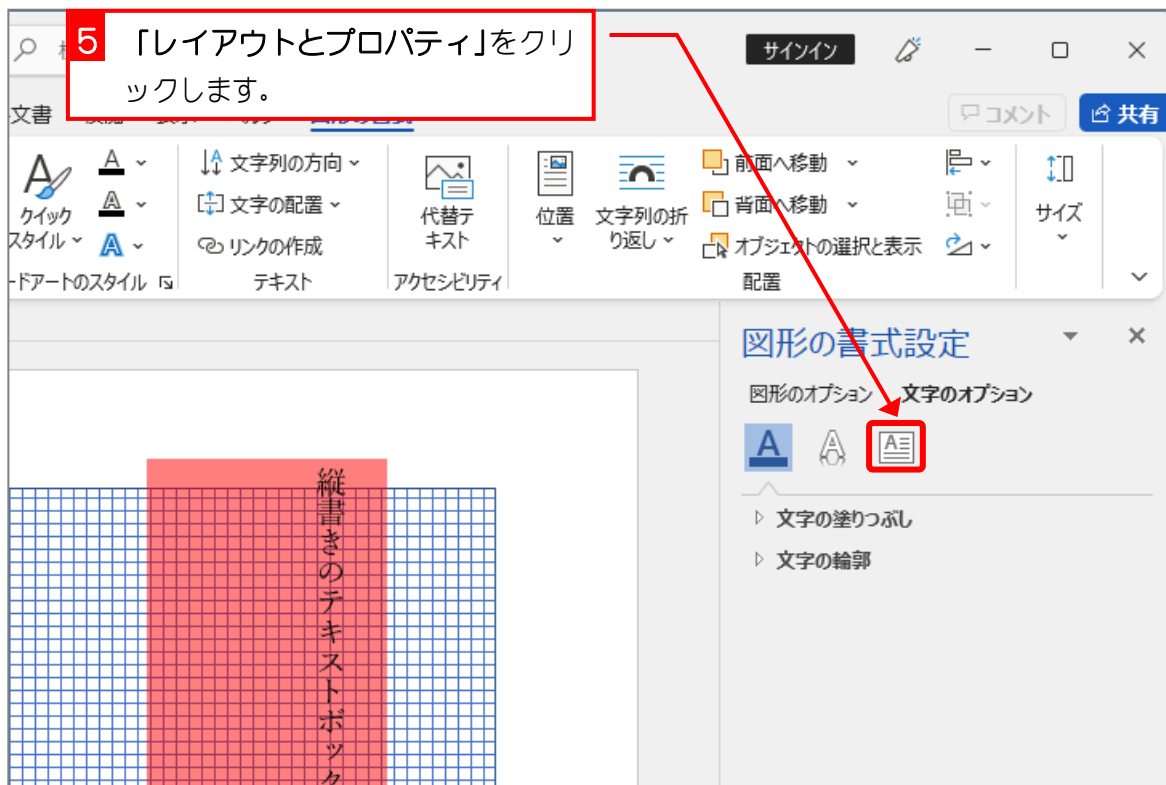 5 「レイアウトとプロパティ」をクリ
ックします。
サインイン
文書
コメント
共有
クイック
スタイル
文字列の方向
文字の配置
リンクの作成
代替テ
キスト
位置
文字列の折
り返し
前面へ移動
背面へ移動
オブジェクトの選択と表示
サイズ
ードアートのスタイル
テキスト
アクセシビリティ
配置
図形の書式設定
図形のオプション
文字のオプション
文字の塗りつぶし
文字の輪郭
縦書きのテキストボック